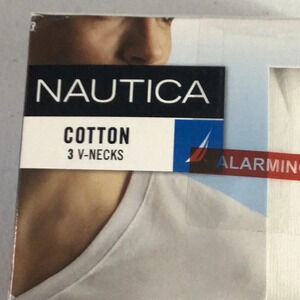 NAUTICA
COTTON
3 V-NECKS
ALARMING